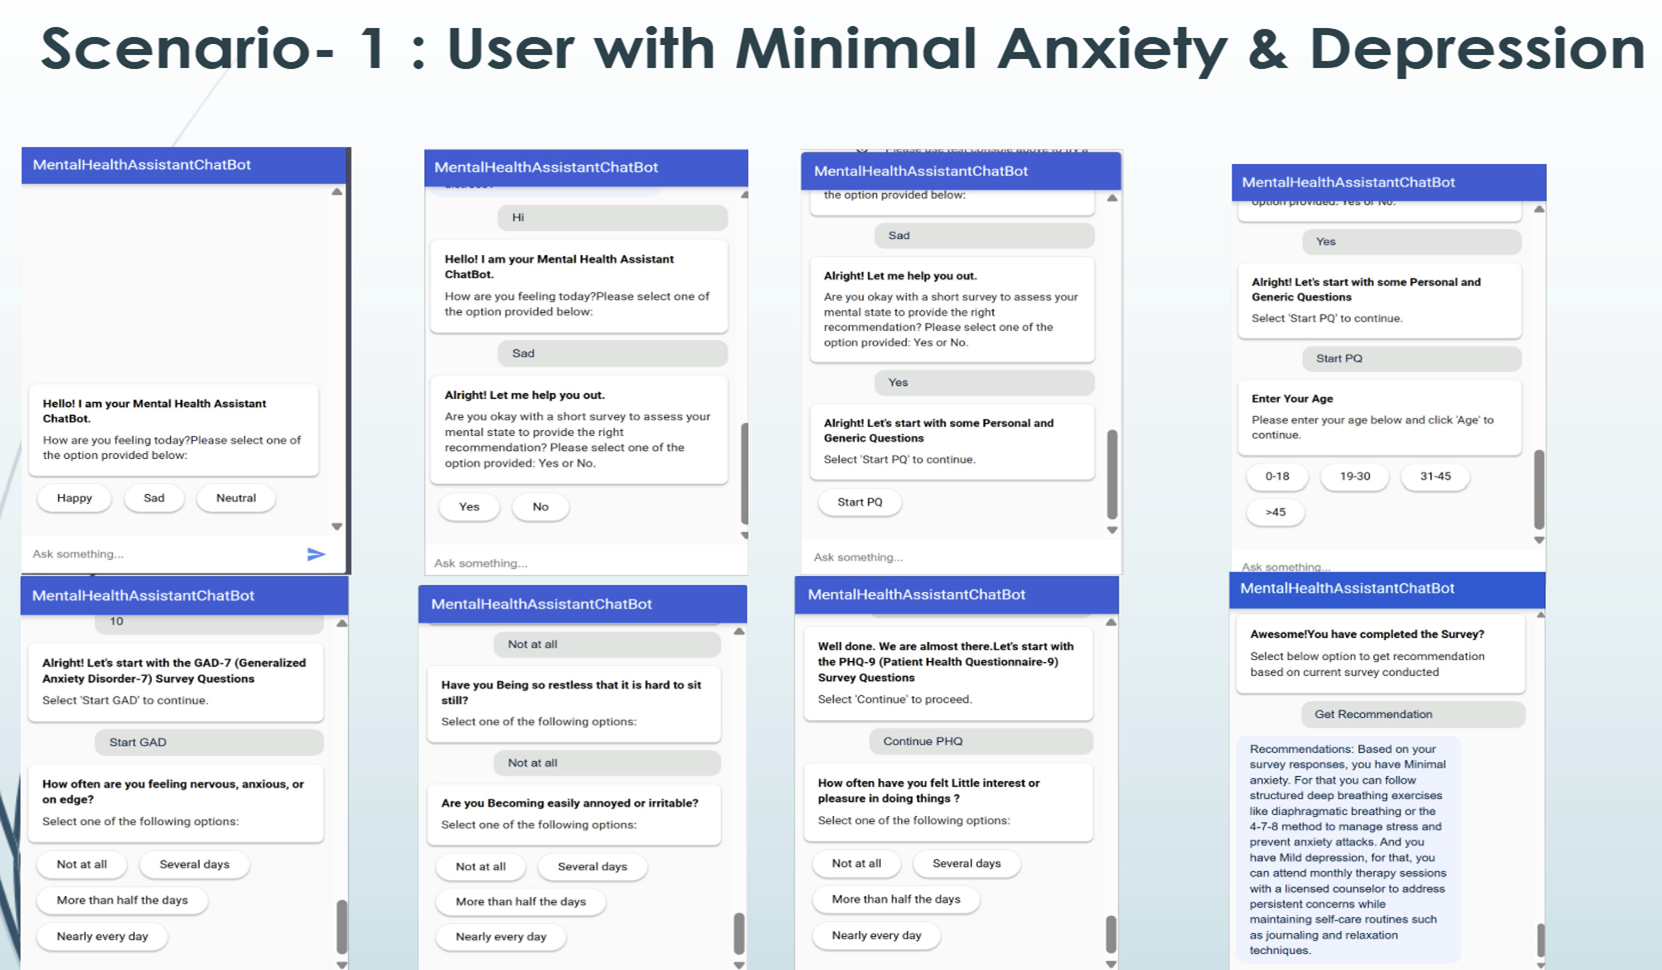 Scenario- 1 : User with Minimal Anxiety & Depression
MentalHealthAssistantChatBot
Hello! I am your Mental Health Assistant
ChatBot.
How are you feeling today?Please select one of
the option provided below:
Happy
Sad
Neutral
Ask something...
MentalHealthAssistantChatBot
Hi
Hello! I am your Mental Health Assistant
ChatBot.
How are you feeling today?Please select one of
the option provided below:
Sad
Alright! Let me help you out.
Are you okay with a short survey to assess your
mental state to provide the right
recommendation? Please select one of the
option provided: Yes or No.
Yes
No
Ask something...
MentalHealthAssistantChatBot
the option provided below:
Sad
Alright! Let me help you out.
Are you okay with a short survey to assess your
mental state to provide the right
recommendation? Please select one of the
option provided: Yes or No.
Yes
Alright! Let's start with some Personal and
Generic Questions
Select 'Start PQ' to continue.
Start PQ
Ask something...
MentalHealthAssistantChatBot
option provided: Yes or No.
Yes
Alright! Let's start with some Personal and
Generic Questions
Select 'Start PQ' to continue.
Start PQ
Enter Your Age
Please enter your age below and click 'Age' to
continue.
0-18
19-30
31-45
>45
Ask something...
MentalHealthAssistantChatBot
10
Alright! Let's start with the GAD-7 (Generalized
Anxiety Disorder-7) Survey Questions
Select 'Start GAD' to continue.
Start GAD
How often are you feeling nervous, anxious, or
on edge?
Select one of the following options:
Not at all
Several days
More than half the days
Nearly every day
MentalHealthAssistantChatBot
Not at all
Have you Being so restless that it is hard to sit
still?
Select one of the following options:
Not at all
Are you Becoming easily annoyed or irritable?
Select one of the following options:
Not at all
Several days
More than half the days
Nearly every day
MentalHealthAssistantChatBot
Well done. We are almost there.Let's start with
the PHQ-9 (Patient Health Questionnaire-9)
Survey Questions
Select 'Continue' to proceed.
Continue PHQ
How often have you felt Little interest or
pleasure in doing things ?
Select one of the following options:
Not at all
Several days
More than half the days
Nearly every day
MentalHealthAssistantChatBot
Awesome!You have completed the Survey?
Select below option to get recommendation
based on current survey conducted
Get Recommendation
Recommendations: Based on your
survey responses, you have Minimal
anxiety. For that you can follow
structured deep breathing exercises
like diaphragmatic breathing or the
4-7-8 method to manage stress and
prevent anxiety attacks. And you
have Mild depression, for that, you
can attend monthly therapy sessions
with a licensed counselor to address
persistent concerns while
maintaining self-care routines such
as journaling and relaxation
techniques.